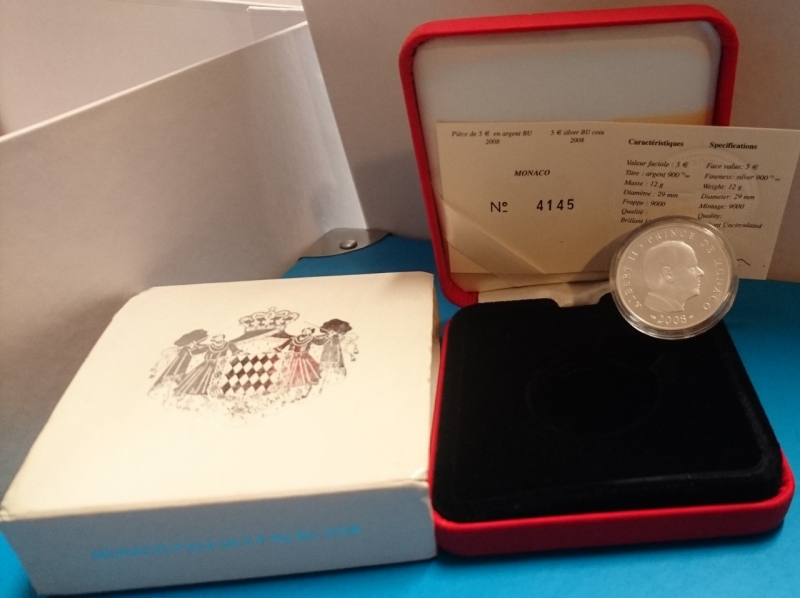 Pièce de 5 € en argent BU
2008
5 € silver BU coin
2008
MONACO
Nº 4145
Caractéristiques
Valeur faciale : 5 €
Titre : argent 900 ‰
Masse : 12 g
Diamètre : 29 mm
Frappe : 9000
Qualité :
Brillant
Specifications
Face value: 5 €
Fineness: silver 900 ‰
Weight: 12 g
Diameter: 29 mm
Mintage: 9000
Quality:
Uncirculated
ALBERT II · PRINCE DE MONACO
2008